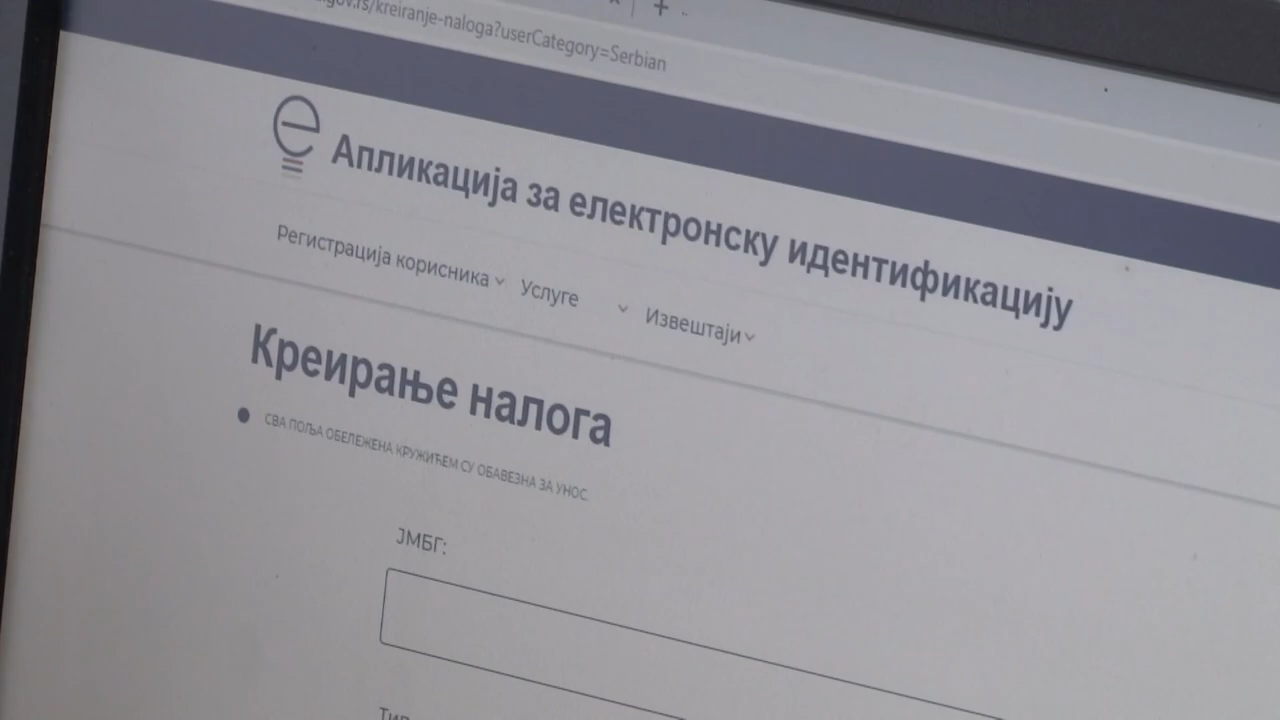 gov.rs/kreiranje-naloga?userCategory=Serbian
Апликација за електронску идентификацију
Регистрација корисника Услуге Извештаји
Креирање налога
СВА ПОЉА ОБЕЛЕЖЕНА КРУЖИЋЕМ СУ ОБАВЕЗНА ЗА УНОС.
ЈМБГ: